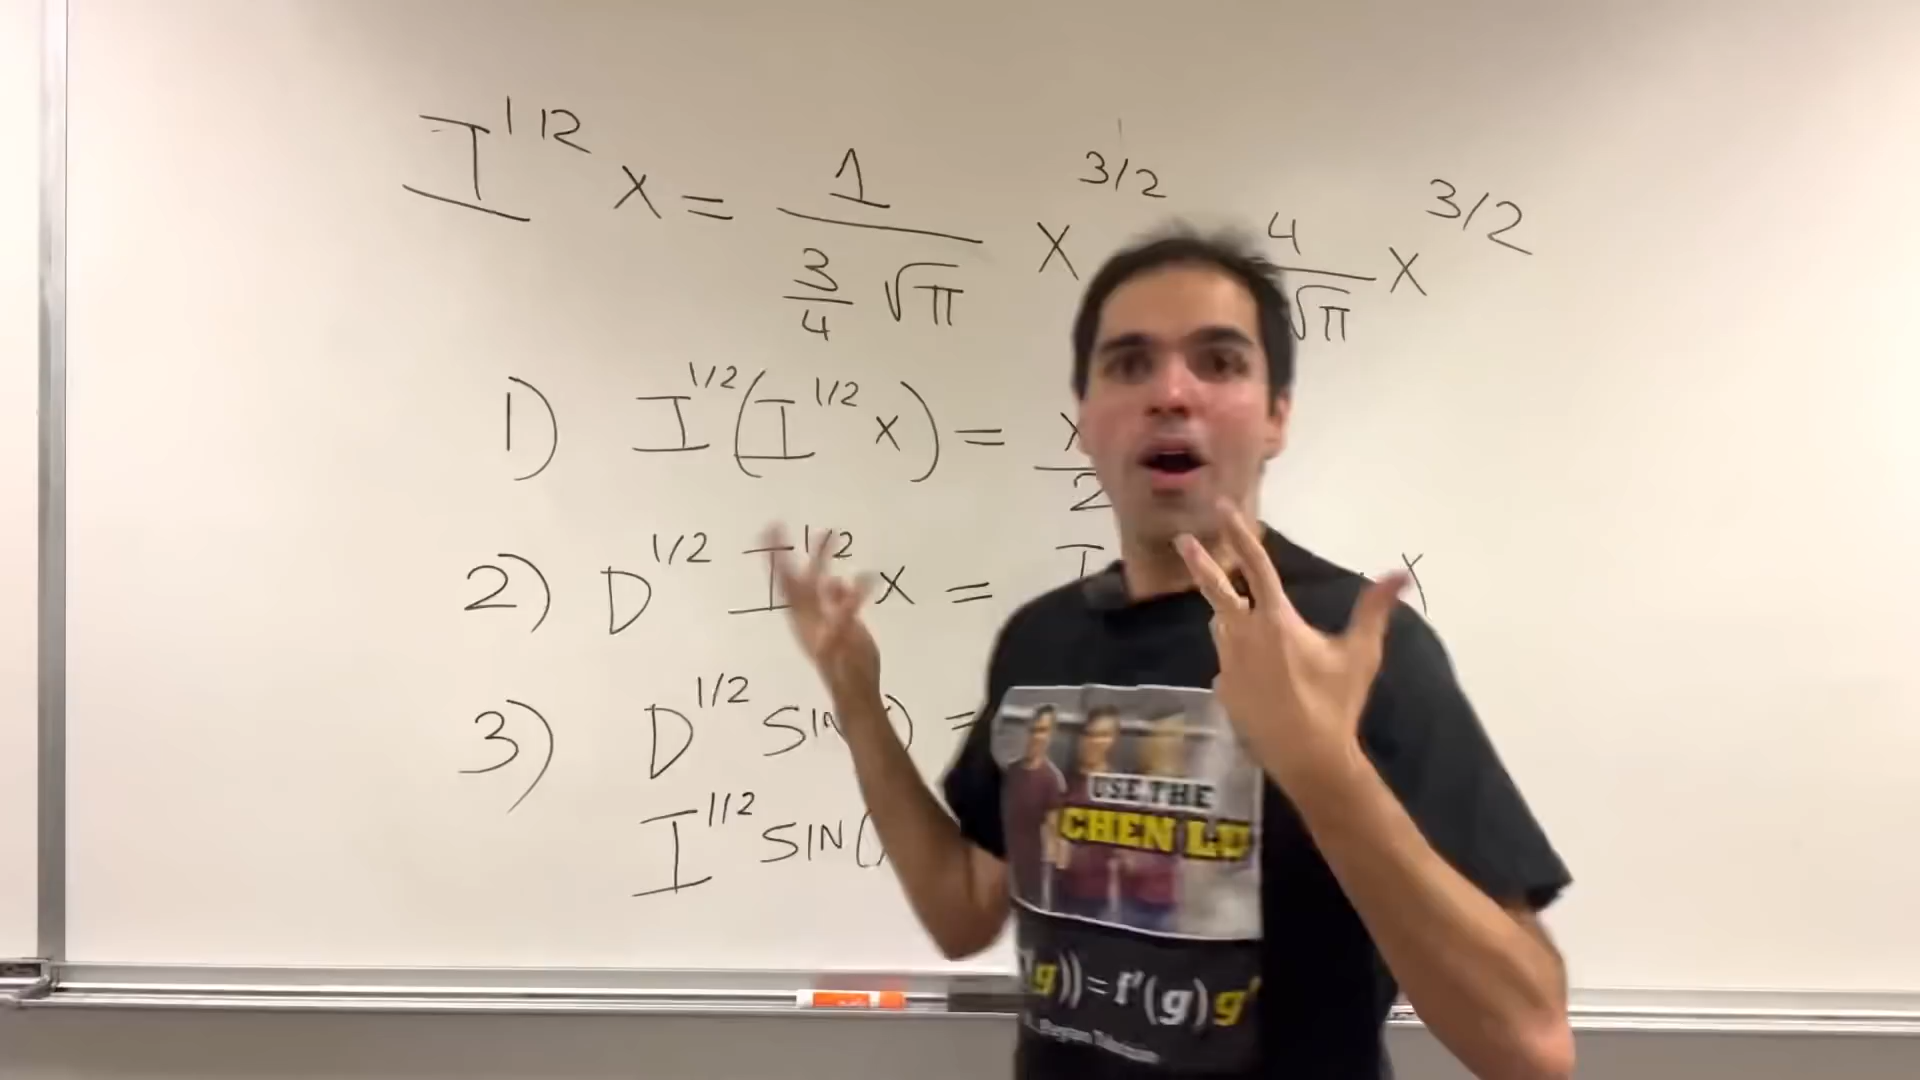 I^1/2 x = 1 / (3/4 √π) x^3/2 4 / √π x^3/2
1) I^1/2 (I^1/2 x) = x / 2
2) D^1/2 I^1/2 x = I x
3) D^1/2 SIN ) =
I^1/2 SIN(
USE THE
CHEN LU
g)) = f'(g) g'